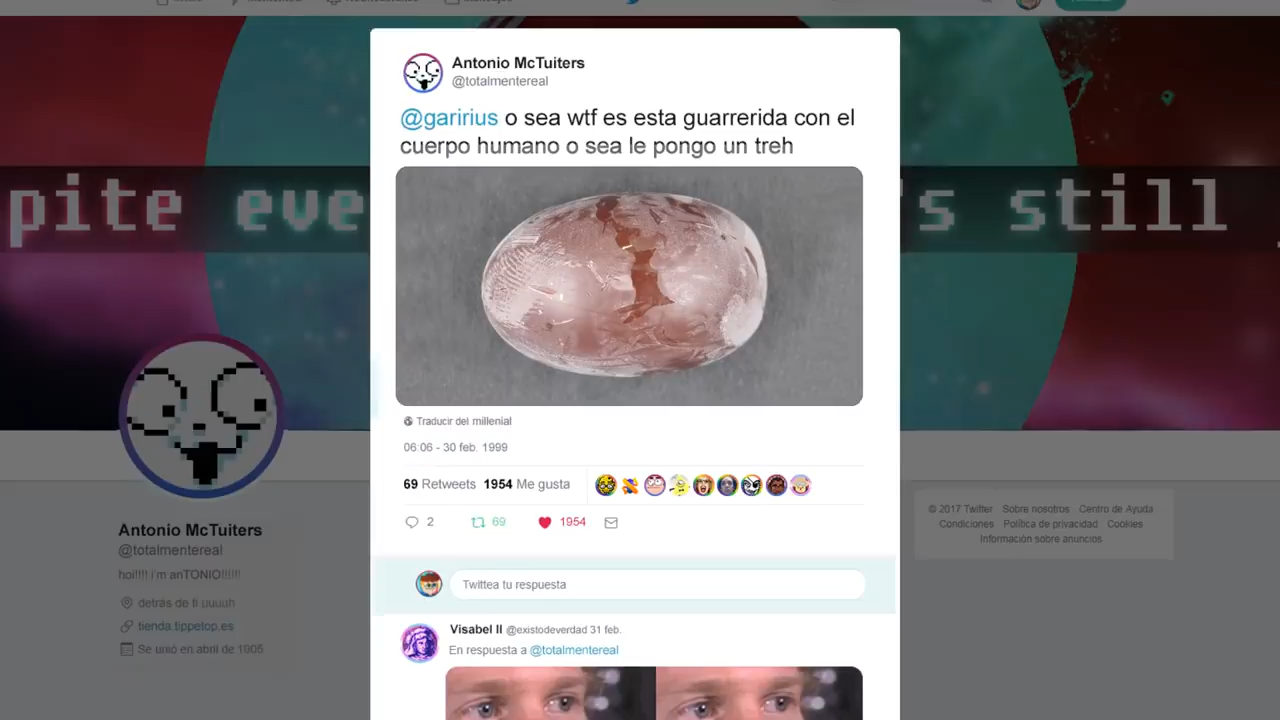 Antonio McTuiters
@totalmentereal
@garirius o sea wtf es esta guarrerida con el
cuerpo humano o sea le pongo un treh
pite eve
's still
Traducir del millenial
06:06 - 30 feb. 1999
69 Retweets 1954 Me gusta
2 69 1954
Antonio McTuiters
@totalmentereal
hoi!!!! i'm anTONIO!!!!!!
detrás de ti uuuuh
tienda.tippetop.es
Se unió en abril de 1905
© 2017 Twitter Sobre nosotros Centro de Ayuda
Condiciones Política de privacidad Cookies
Información sobre anuncios
Twittea tu respuesta
Visabel II @existodeverdad 31 feb.
En respuesta a @totalmentereal